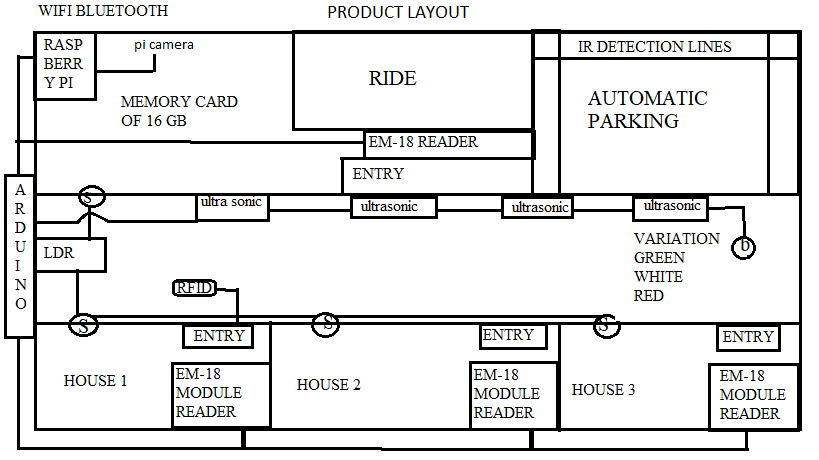 WIFI BLUETOOTH
PRODUCT LAYOUT
RASP
BERR
Y PI
pi camera
MEMORY CARD
OF 16 GB
RIDE
IR DETECTION LINES
AUTOMATIC
PARKING
EM-18 READER
ENTRY
A
R
D
U
I
N
O
S
ultra sonic
ultrasonic
ultrasonic
ultrasonic
b
VARIATION
GREEN
WHITE
RED
LDR
RFID
S
S
S
ENTRY
ENTRY
ENTRY
HOUSE 1
EM-18
MODULE
READER
HOUSE 2
EM-18
MODULE
READER
HOUSE 3
EM-18
MODULE
READER